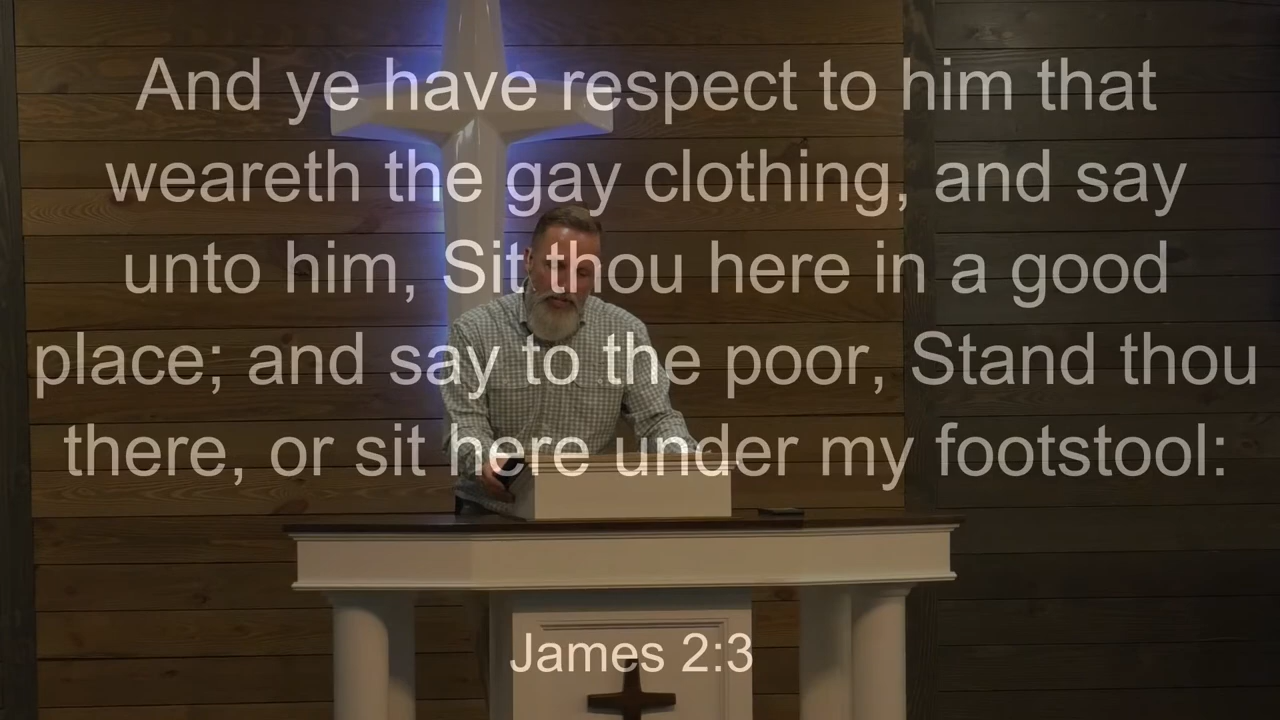 And ye have respect to him that
weareth the gay clothing, and say
unto him, Sit thou here in a good
place; and say to the poor, Stand thou
there, or sit here under my footstool:
James 2:3